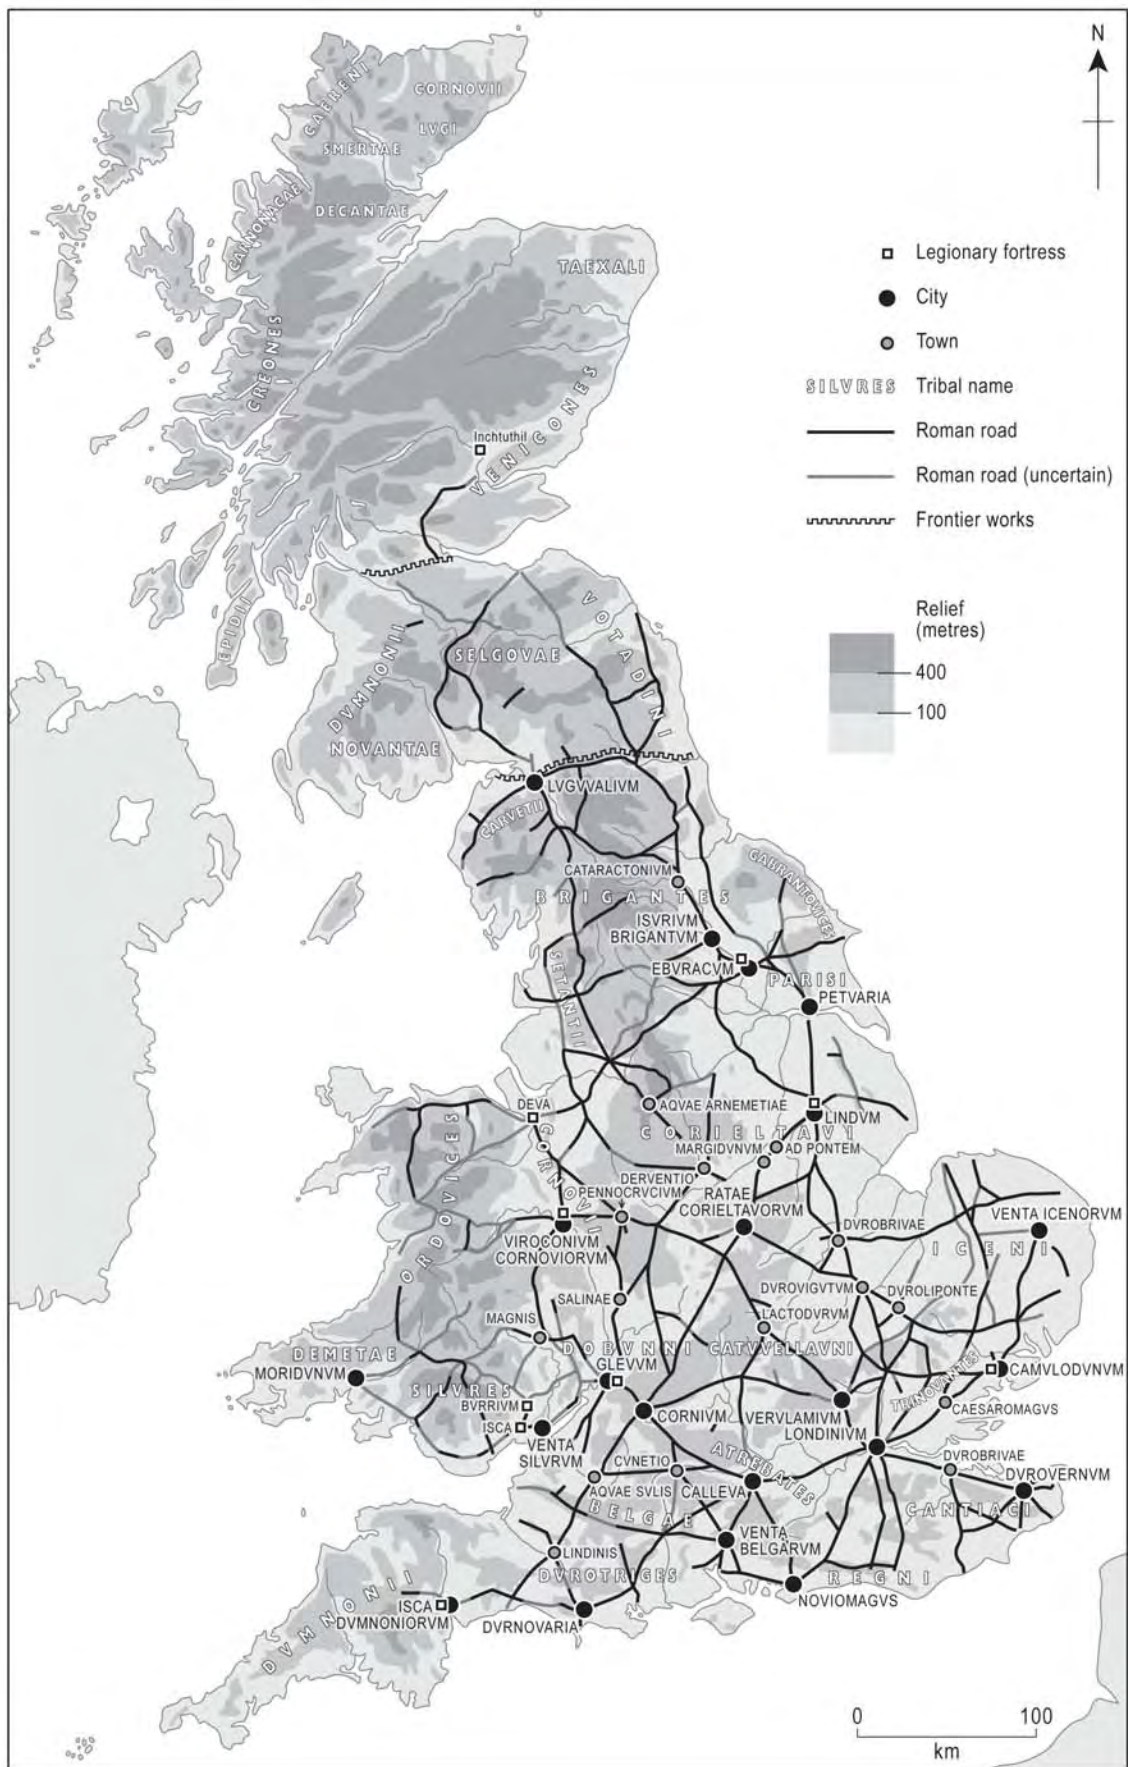 N
CORNOVII
CAERENI
LVGI
SMERTAE
CARNONACAE
DECANTAE
TAEXALI
CREONES
VENICONES
Inchtuthil
EPIDII
VOTADINI
DVMNONII
SELGOVAE
NOVANTAE
Legionary fortress
City
Town
SILVRES
Tribal name
Roman road
Roman road (uncertain)
Frontier works
Relief
(metres)
400
100
LVGVVALIVM
CARVETII
GABRANTOVICES
CATARACTONIVM
BRIGANTES
ISVRIVM
BRIGANTVM
EBVRACVM
PARISI
SETANTII
PETVARIA
DEVA
AQVAE ARNEMETIAE
LINDVM
CORIELTAVI
MARGIDVNVM
AD PONTEM
CORNOVII
ORDOVICES
DERVENTIO
PENNOCRVCIVM
RATAE
CORIELTAVORVM
VIROCONIVM
CORNOVIORVM
DVROBRIVAE
VENTA ICENORVM
ICENI
DVROVIGVTVM
DVROLIPONTE
SALINAE
LACTODVRVM
MAGNIS
DOBVNNI
CATVVELLAVNI
DEMETAE
MORIDVNVM
GLEVVM
SILVRES
TRINOVANTES
CAMVLODVNVM
BVRRIVM
CAESAROMAGVS
ISCA
VENTA
SILVRVM
CORNIVM
VERVLAMIVM
LONDINIVM
ATREBATES
CVNETIO
AQVAE SVLIS
CALLEVA
DVROBRIVAE
DVROVERNVM
CANTIACI
BELGAE
VENTA
BELGARVM
LINDINIS
DVROTRIGES
REGNI
NOVIOMAGVS
DVMNONII
ISCA
DVMNONIORVM
DVRNOVARIA
0 100
km